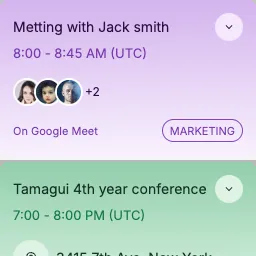 Metting with Jack smith
8:00 - 8:45 AM (UTC)
+2
On Google Meet
MARKETING
Tamagui 4th year conference
7:00 - 8:00 PM (UTC)